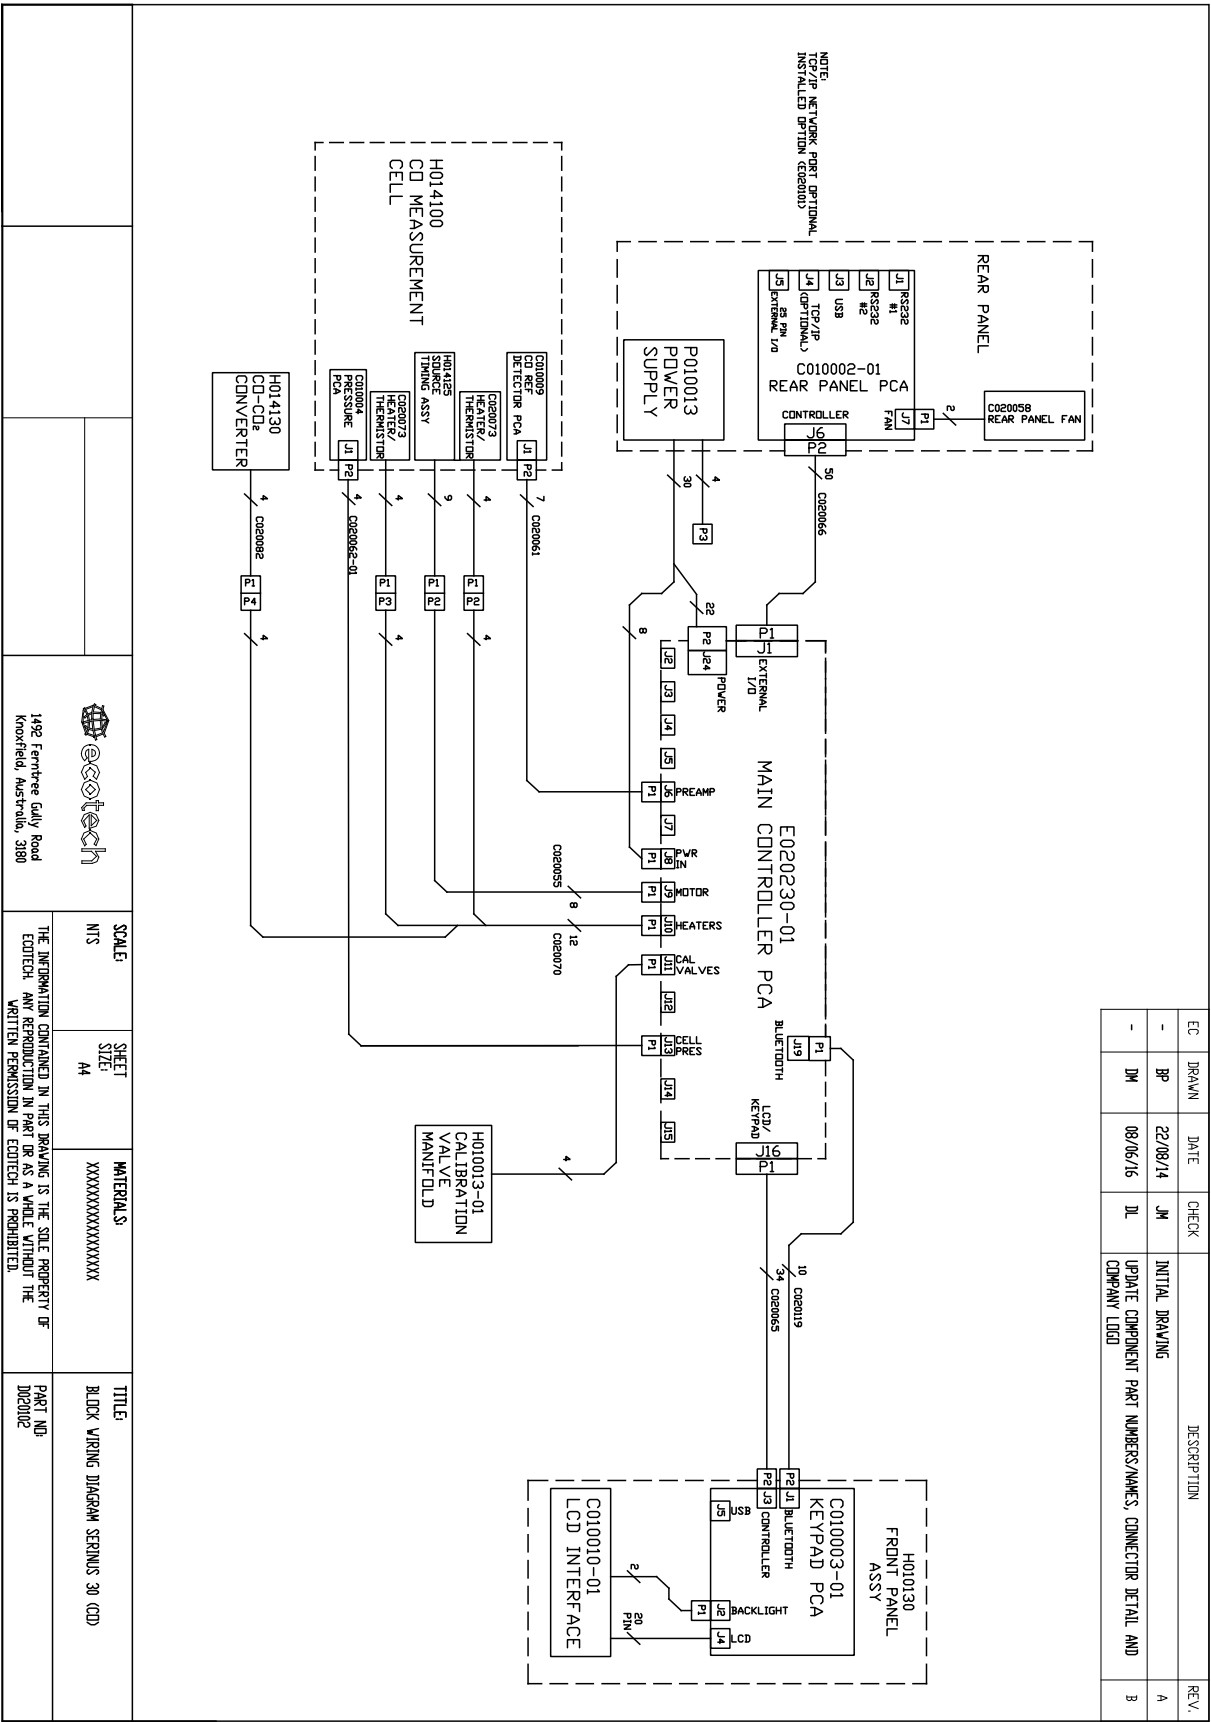 EC DRAWN DATE CHECK DESCRIPTION REV.
- BP 22/08/14 JM INITIAL DRAWING A
- DM 08/06/16 DL UPDATE COMPONENT PART NUMBERS/NAMES, CONNECTOR DETAIL AND
COMPANY LOGO B
NOTE:
TCP/IP NETWORK PORT OPTIONAL
INSTALLED OPTION (E020101)
REAR PANEL
C020058
REAR PANEL FAN
2
P1
J7
FAN
J1 RS232
#1
J2 RS232
#2
J3 USB
J4 TCP/IP
(OPTIONAL)
J5 25 PIN
EXTERNAL I/O
C010002-01
REAR PANEL PCA
CONTROLLER
J6
P2
50
C020066
P010013
POWER
SUPPLY
4
P3
30
22
8
P1
J1
EXTERNAL
I/O
P2
J24
POWER
E020230-01
MAIN CONTROLLER PCA
J2
J3
J4
J5
P1 J6 PREAMP
J7
P1 J8 PWR
IN
P1 J9 MOTOR
P1 J10 HEATERS
P1 J11 CAL
VALVES
J12
P1 J13 CELL
PRES
J14
J15
BLUETOOTH
J19 P1
LCD/
KEYPAD
J16
P1
H014100
CO MEASUREMENT
CELL
C010009
CO REF
DETECTOR PCA
J1 P2
7
C020061
C020073
HEATER/
THERMISTOR
4
P1
P2
4
H014125
SOURCE
TIMING ASSY
9
P1
P2
C020055
8
C020073
HEATER/
THERMISTOR
4
P1
P3
4
12
C020070
C010004
PRESSURE
PCA
J1 P2
4
C020062-01
H014130
CO-CO₂
CONVERTER
4
C020082
P1
P4
4
H010013-01
CALIBRATION
VALVE
MANIFOLD
4
10
C020119
34
C020065
H010130
FRONT PANEL
ASSY
C010003-01
KEYPAD PCA
P2 J1 BLUETOOTH
P2 J3 CONTROLLER
J5 USB
P1 J2 BACKLIGHT
J4 LCD
2
20
PIN
C010010-01
LCD INTERFACE
ecotech
1492 Ferntree Gully Road
Knoxfield, Australia, 3180
SCALE:
NTS
SHEET
SIZE:
A4
MATERIALS:
XXXXXXXXXXXXXXX
TITLE:
BLOCK WIRING DIAGRAM SERINUS 30 (CO)
THE INFORMATION CONTAINED IN THIS DRAWING IS THE SOLE PROPERTY OF
ECOTECH. ANY REPRODUCTION IN PART OR AS A WHOLE WITHOUT THE
WRITTEN PERMISSION OF ECOTECH IS PROHIBITED.
PART NO:
D020102